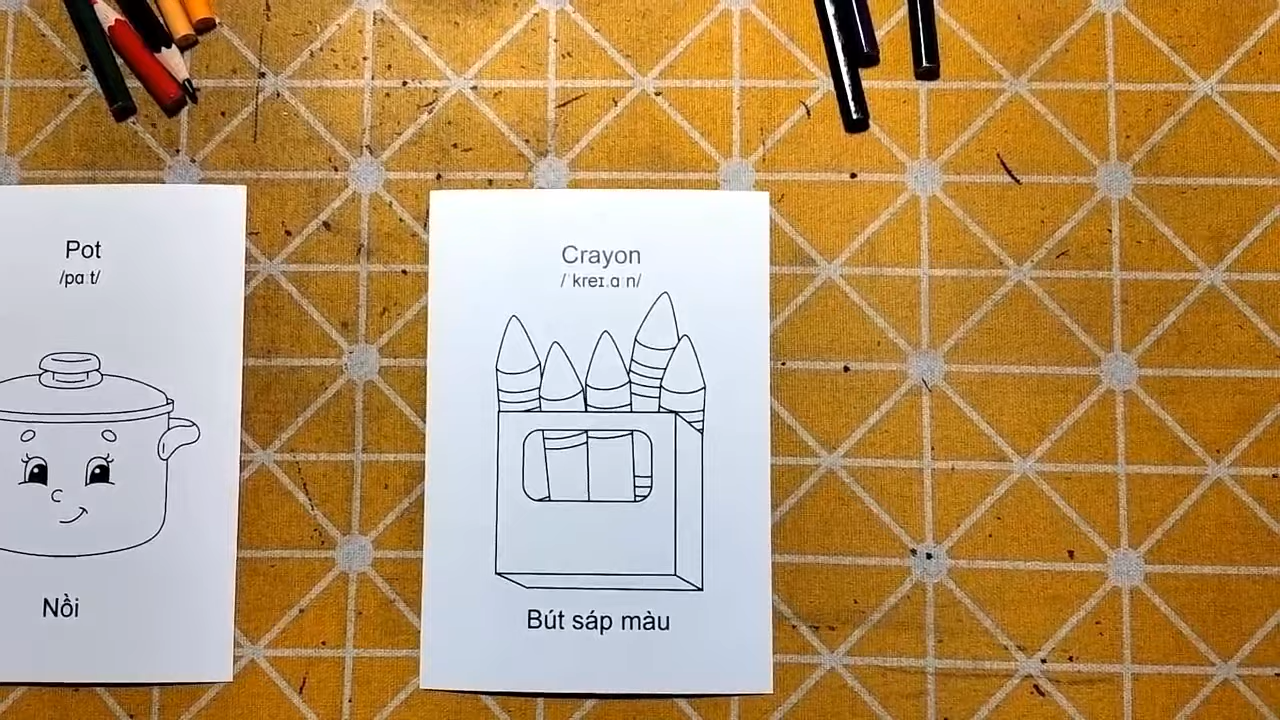 Pot
/pɑːt/
Nồi
Crayon
/ˈkreɪ.ɑːn/
Bút sáp màu